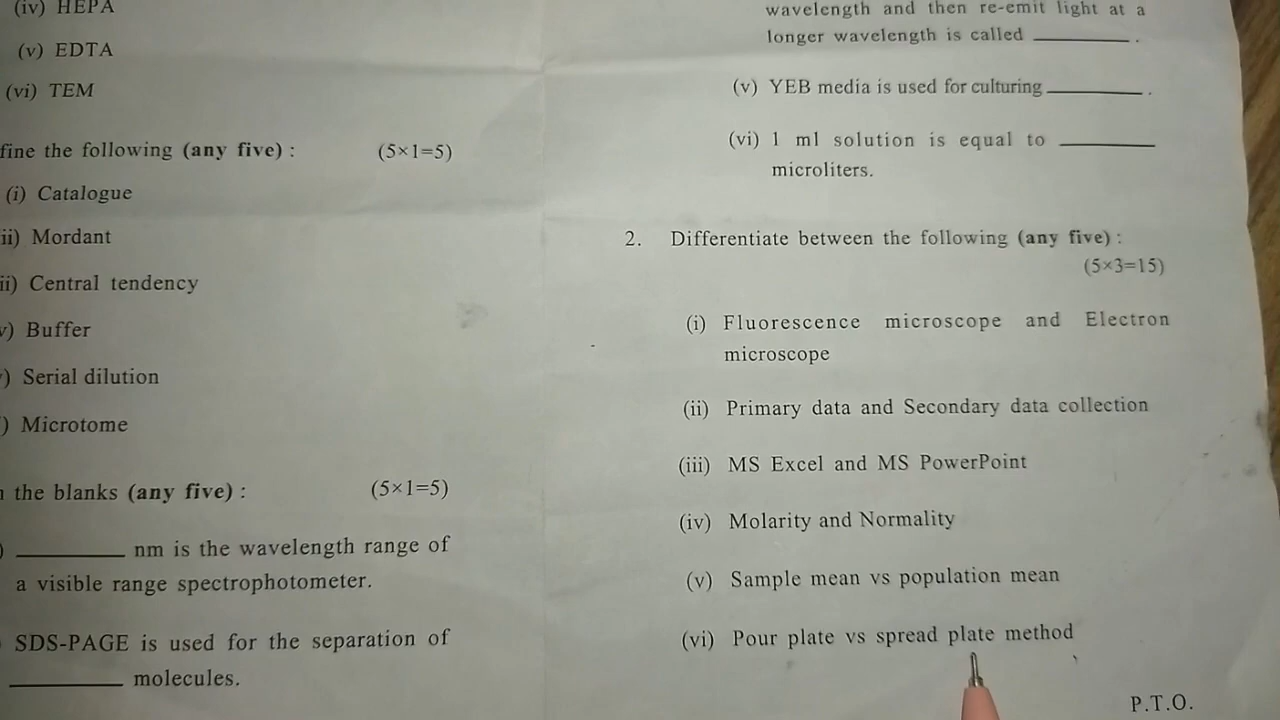 (iv) HEPA
(v) EDTA
(vi) TEM
fine the following (any five) : (5×1=5)
(i) Catalogue
ii) Mordant
ii) Central tendency
v) Buffer
) Serial dilution
) Microtome
the blanks (any five) : (5×1=5)
) ________ nm is the wavelength range of
a visible range spectrophotometer.
SDS-PAGE is used for the separation of
________ molecules.
wavelength and then re-emit light at a
longer wavelength is called ________ .
(v) YEB media is used for culturing ________ .
(vi) 1 ml solution is equal to ________
microliters.
2. Differentiate between the following (any five) :
(5×3=15)
(i) Fluorescence microscope and Electron
microscope
(ii) Primary data and Secondary data collection
(iii) MS Excel and MS PowerPoint
(iv) Molarity and Normality
(v) Sample mean vs population mean
(vi) Pour plate vs spread plate method
P.T.O.